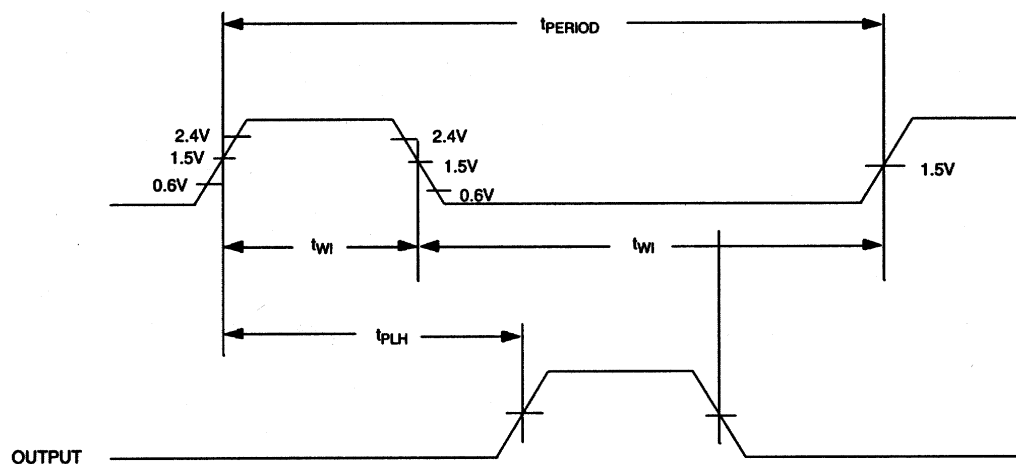 tPERIOD
2.4V
2.4V
1.5V
1.5V
1.5V
0.6V
0.6V
tWI
tWI
tPLH
OUTPUT